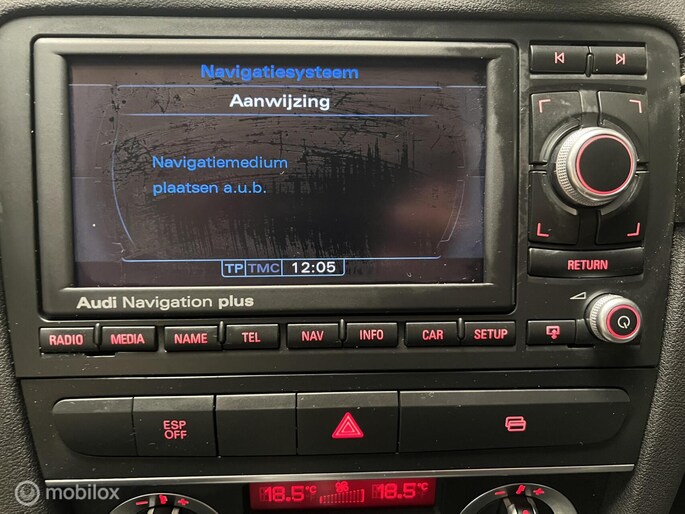 Navigatiesysteem
Aanwijzing
Navigatiemedium
plaatsen a.u.b.
TP TMC 12:05
Audi Navigation plus
RETURN
RADIO MEDIA NAME TEL NAV INFO CAR SETUP
ESP
OFF
18.5°C 18.5°C
mobilox